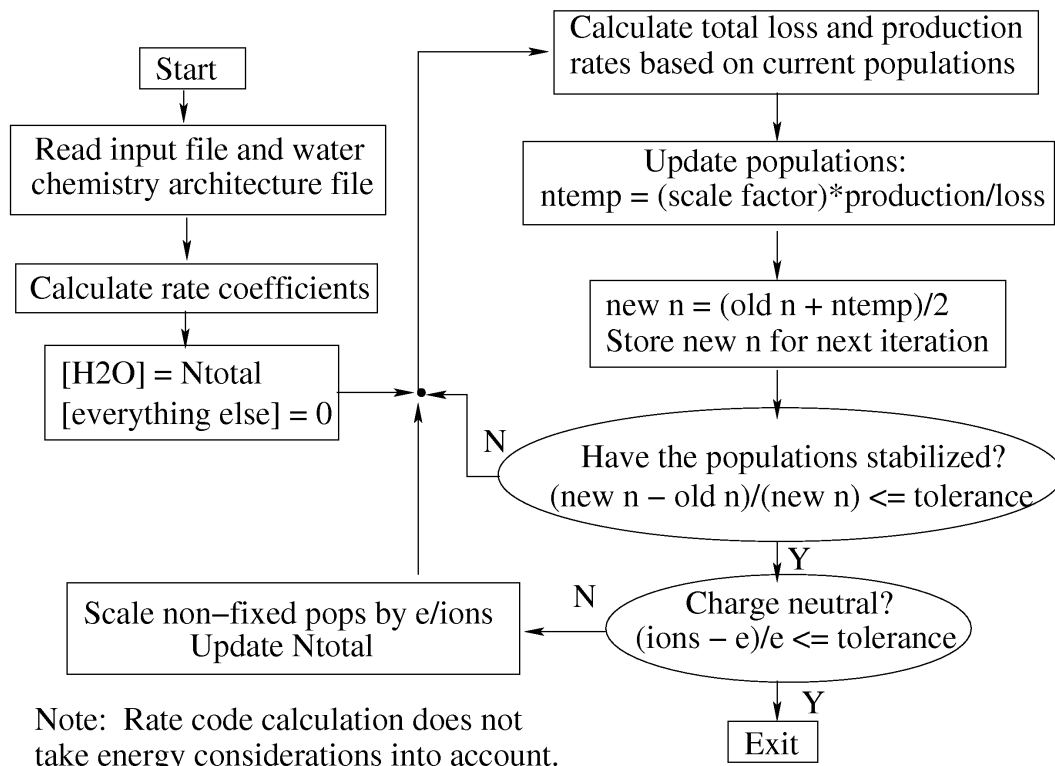 Start
Read input file and water
chemistry architecture file
Calculate rate coefficients
[H2O] = Ntotal
[everything else] = 0
Calculate total loss and production
rates based on current populations
Update populations:
ntemp = (scale factor)*production/loss
new n = (old n + ntemp)/2
Store new n for next iteration
N
Have the populations stabilized?
(new n − old n)/(new n) <= tolerance
Y
N
Charge neutral?
(ions − e)/e <= tolerance
Scale non−fixed pops by e/ions
Update Ntotal
Y
Exit
Note: Rate code calculation does not
take energy considerations into account.